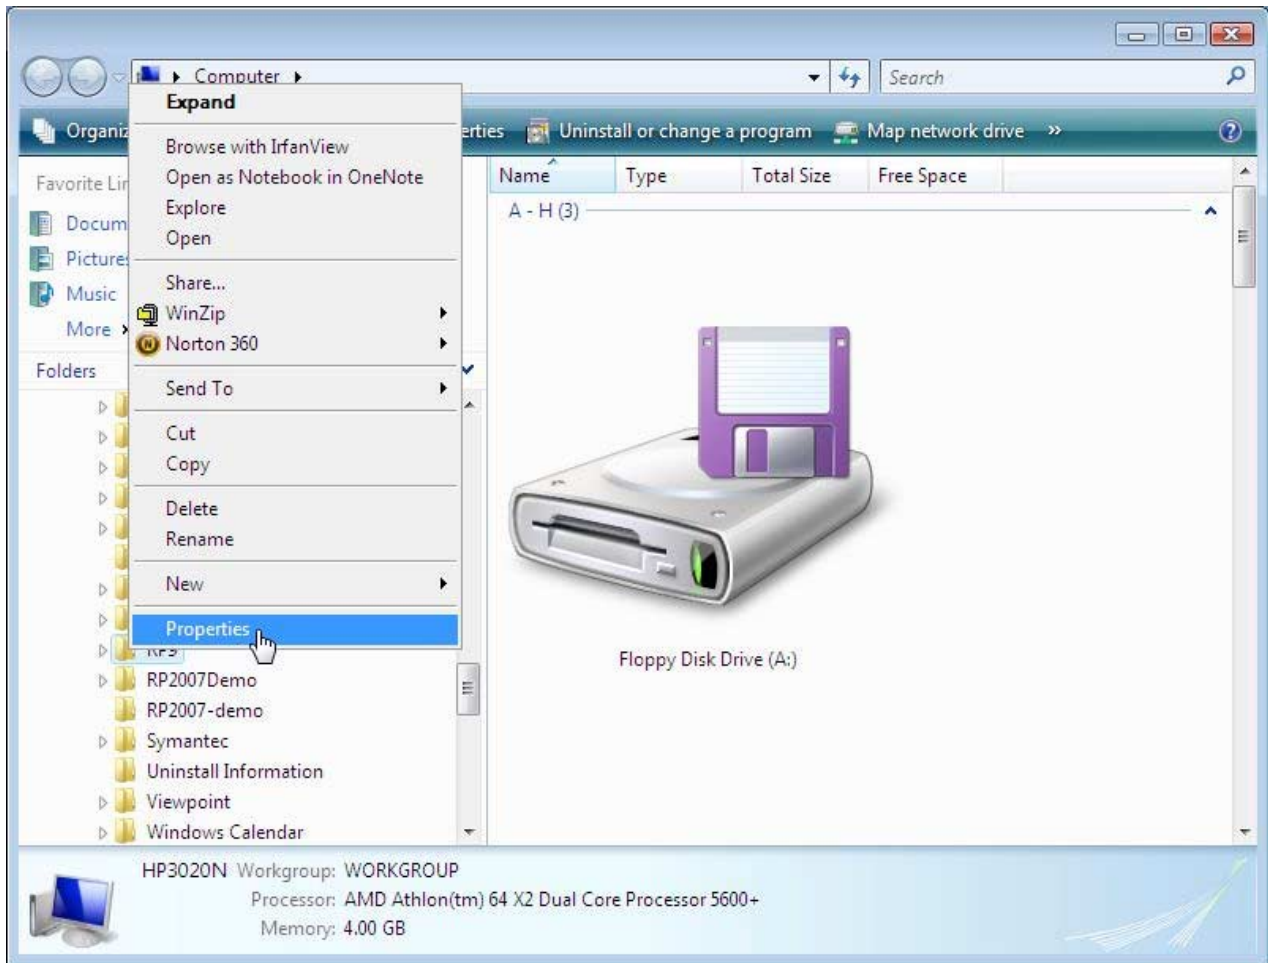 Computer
Search
Organiz
erties
Uninstall or change a program
Map network drive
»
Expand
Browse with IrfanView
Open as Notebook in OneNote
Explore
Open
Share...
WinZip
Norton 360
Send To
Cut
Copy
Delete
Rename
New
Properties
Favorite Lin
Docum
Pictures
Music
More
Folders
RP9
RP2007Demo
RP2007-demo
Symantec
Uninstall Information
Viewpoint
Windows Calendar
Name Type Total Size Free Space
A - H (3)
Floppy Disk Drive (A:)
HP3020N Workgroup: WORKGROUP
Processor: AMD Athlon(tm) 64 X2 Dual Core Processor 5600+
Memory: 4.00 GB